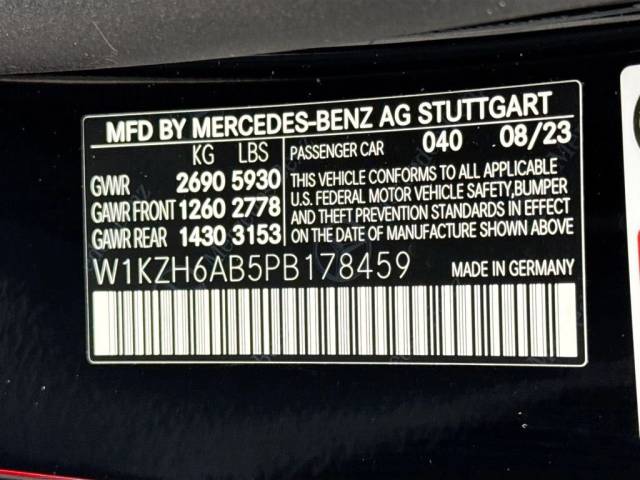 MFD BY MERCEDES-BENZ AG STUTTGART
KG LBS PASSENGER CAR 040 08/23
GVWR 2690 5930 THIS VEHICLE CONFORMS TO ALL APPLICABLE
GAWR FRONT 1260 2778 U.S. FEDERAL MOTOR VEHICLE SAFETY, BUMPER
AND THEFT PREVENTION STANDARDS IN EFFECT
GAWR REAR 1430 3153 ON THE DATE OF MANUFACTURE SHOWN ABOVE.
W1KZH6AB5PB178459 MADE IN GERMANY